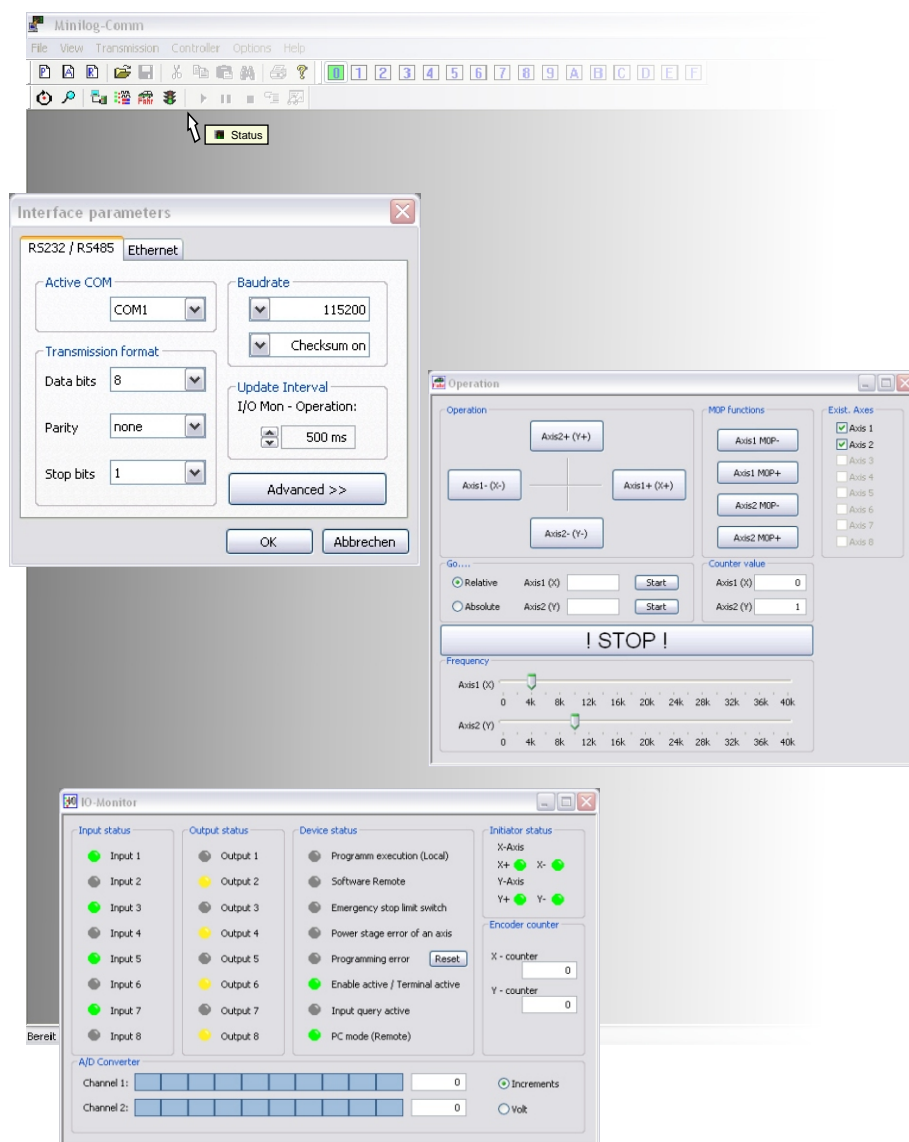 Minilog-Comm
File View Transmission Controller Options Help
P A R 0 1 2 3 4 5 6 7 8 9 A B C D E F
Status
Interface parameters
RS232 / RS485 Ethernet
Active COM
COM1
Baudrate
115200
Checksum on
Transmission format
Data bits 8
Parity none
Stop bits 1
Update Interval
I/O Mon - Operation:
500 ms
Advanced >>
OK Abbrechen
Operation
Operation
Axis2+ (Y+)
Axis1- (X-) Axis1+ (X+)
Axis2- (Y-)
MOP functions
Axis1 MOP-
Axis1 MOP+
Axis2 MOP-
Axis2 MOP+
Exist. Axes
Axis 1
Axis 2
Axis 3
Axis 4
Axis 5
Axis 6
Axis 7
Axis 8
Go....
Relative Axis1 (X) Start
Absolute Axis2 (Y) Start
Counter value
Axis1 (X) 0
Axis2 (Y) 1
! STOP !
Frequency
Axis1 (X)
0 4k 8k 12k 16k 20k 24k 28k 32k 36k 40k
Axis2 (Y)
0 4k 8k 12k 16k 20k 24k 28k 32k 36k 40k
IO-Monitor
Input status
Input 1
Input 2
Input 3
Input 4
Input 5
Input 6
Input 7
Input 8
Output status
Output 1
Output 2
Output 3
Output 4
Output 5
Output 6
Output 7
Output 8
Device status
Programm execution (Local)
Software Remote
Emergency stop limit switch
Power stage error of an axis
Programming error Reset
Enable active / Terminal active
Input query active
PC mode (Remote)
Initiator status
X-Axis
X+ X-
Y-Axis
Y+ Y-
Encoder counter
X - counter
0
Y - counter
0
Bereit
A/D Converter
Channel 1: 0 Increments
Channel 2: 0 Volt